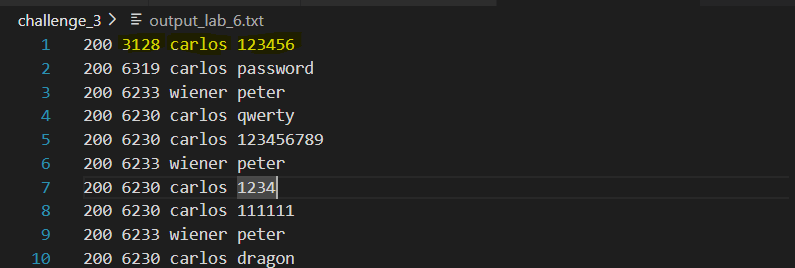 challenge_3 > output_lab_6.txt
1 200 3128 carlos 123456
2 200 6319 carlos password
3 200 6233 wiener peter
4 200 6230 carlos qwerty
5 200 6230 carlos 123456789
6 200 6233 wiener peter
7 200 6230 carlos 1234
8 200 6230 carlos 111111
9 200 6233 wiener peter
10 200 6230 carlos dragon